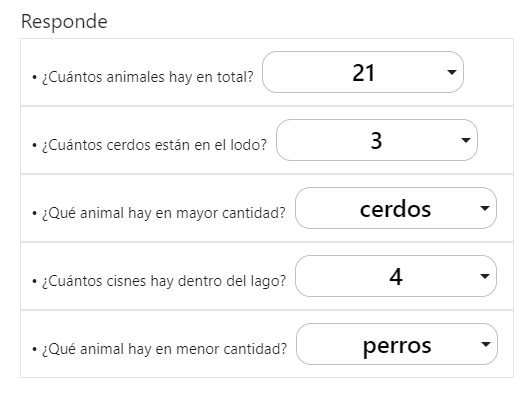 Responde
• ¿Cuántos animales hay en total? 21
• ¿Cuántos cerdos están en el lodo? 3
• ¿Qué animal hay en mayor cantidad? cerdos
• ¿Cuántos cisnes hay dentro del lago? 4
• ¿Qué animal hay en menor cantidad? perros